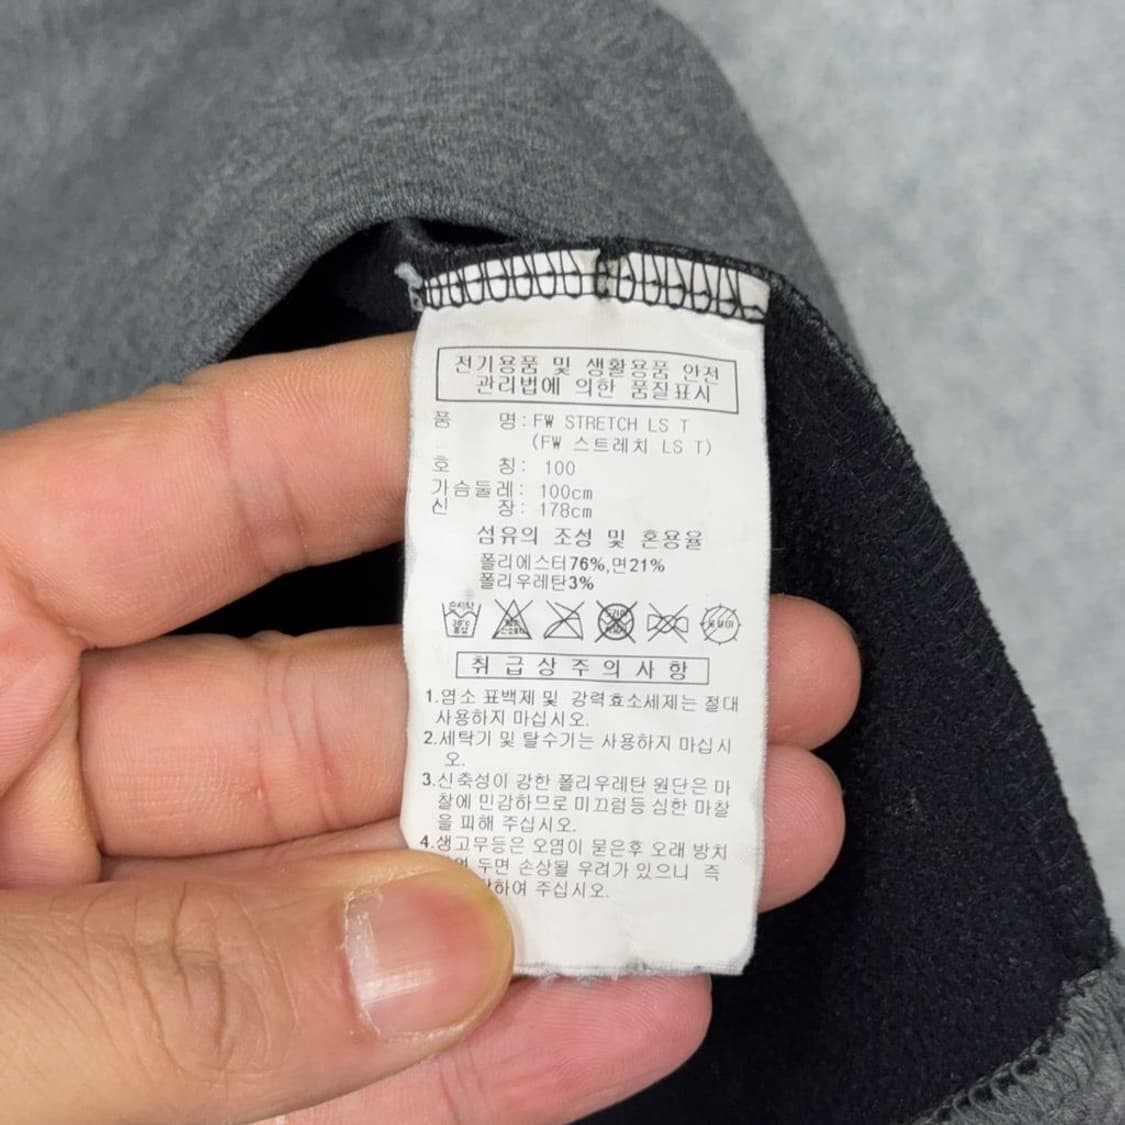 전기용품 및 생활용품 안전
관리법에 의한 품질표시
품 명: FW STRETCH LS T
(FW 스트레치 LS T)
호 칭: 100
가슴둘레: 100cm
신 장: 178cm
섬유의 조성 및 혼용율
폴리에스터76%,면21%
폴리우레탄3%
손세탁
30℃
중성
취급상주의사항
1.염소 표백제 및 강력효소세제는 절대
사용하지 마십시오.
2.세탁기 및 탈수기는 사용하지 마십시
오.
3.신축성이 강한 폴리우레탄 원단은 마
찰에 민감하므로 미끄럼등 심한 마찰
을 피해 주십시오.
4.생고무등은 오염이 묻은후 오래 방치
두면 손상될 우려가 있으니 즉
하여 주십시오.